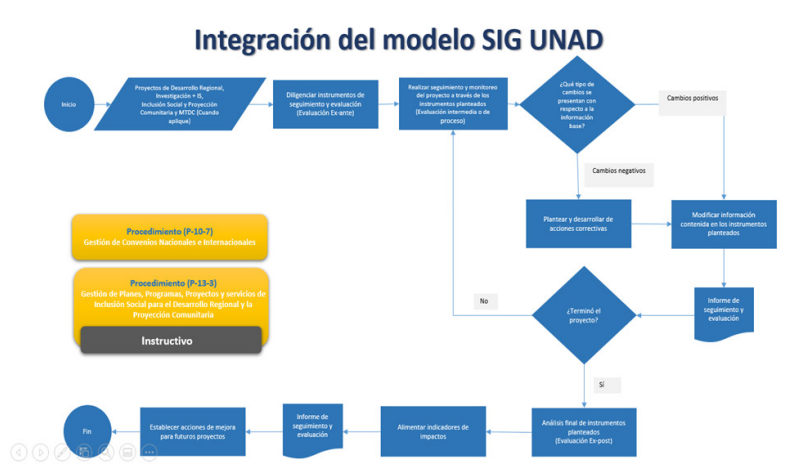 Integración del modelo SIG UNAD
Inicio
Proyectos de Desarrollo Regional,
Investigación + IS,
Inclusión Social y Proyección
Comunitaria y MTDC (Cuando
aplique)
Diligenciar instrumentos de
seguimiento y evaluación
(Evaluación Ex-ante)
Realizar seguimiento y monitoreo
del proyecto a través de los
instrumentos planteados
(Evaluación intermedia o de
proceso)
¿Qué tipo de
cambios se
presentan con
respecto a la
información
base?
Cambios positivos
Cambios negativos
Plantear y desarrollar de
acciones correctivas
Modificar información
contenida en los instrumentos
planteados
Procedimiento (P-10-7)
Gestión de Convenios Nacionales e Internacionales
Procedimiento (P-13-3)
Gestión de Planes, Programas, Proyectos y servicios de
Inclusión Social para el Desarrollo Regional y la
Proyección Comunitaria
Instructivo
No
¿Terminó el
proyecto?
Informe de
seguimiento y
evaluación
Sí
Fin
Establecer acciones de mejora
para futuros proyectos
Informe de
seguimiento y
evaluación
Alimentar indicadores de
impactos
Análisis final de instrumentos
planteados
(Evaluación Ex-post)